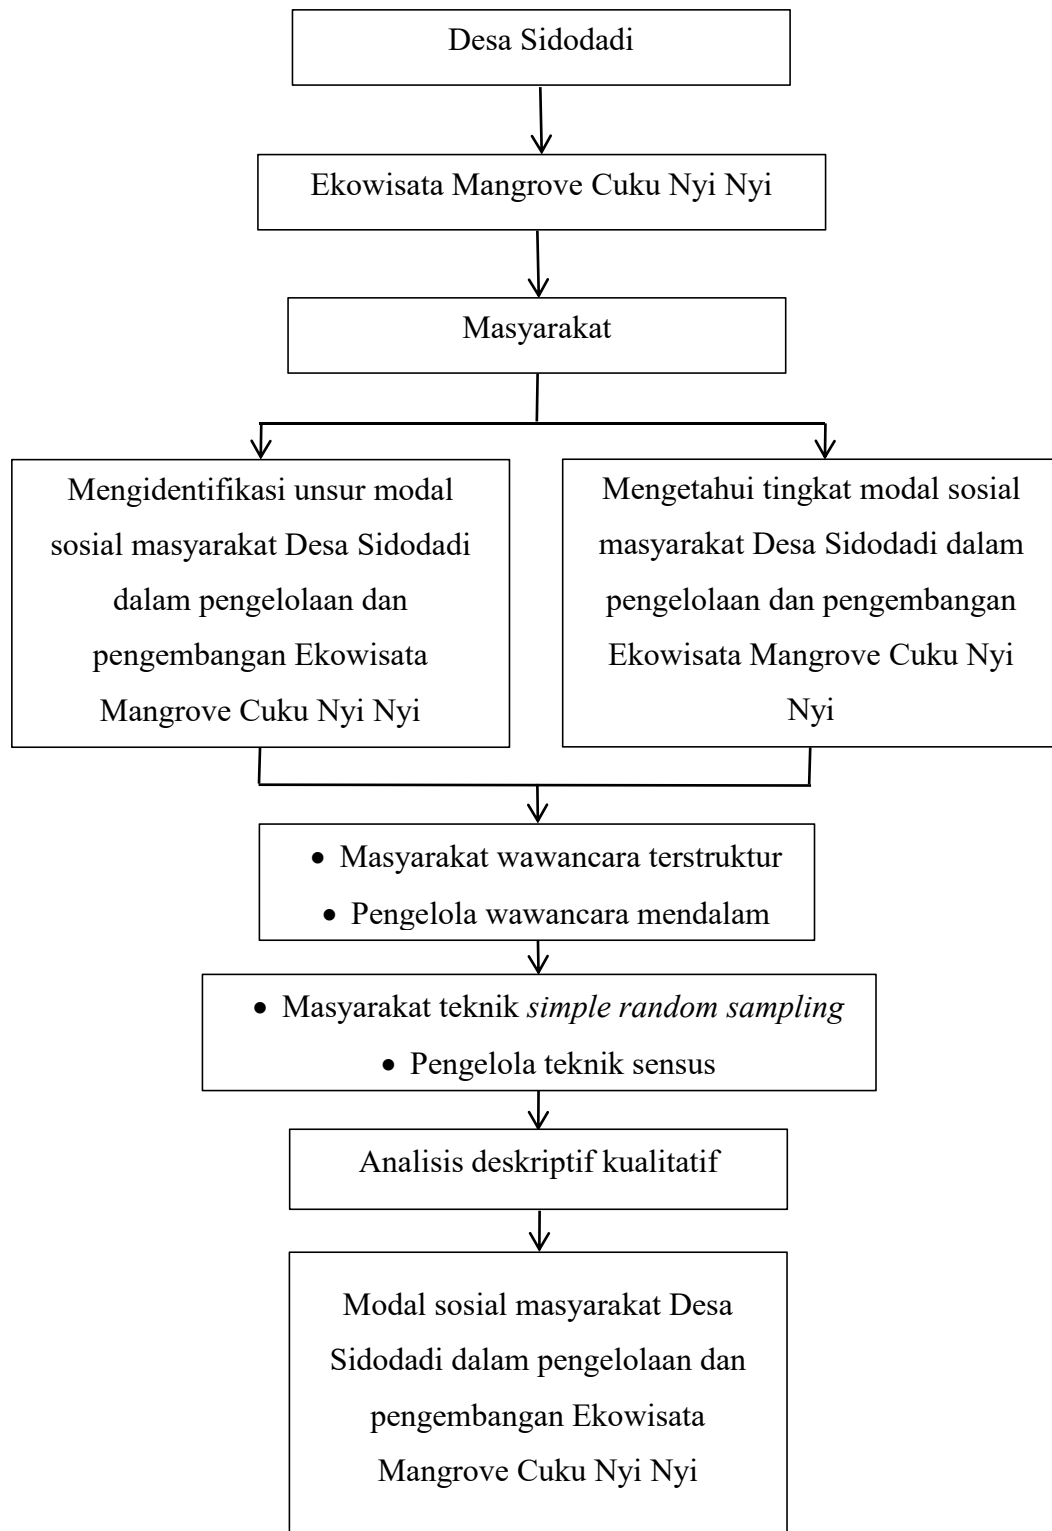 Desa Sidodadi
Ekowisata Mangrove Cuku Nyi Nyi
Masyarakat
Mengidentifikasi unsur modal
sosial masyarakat Desa Sidodadi
dalam pengelolaan dan
pengembangan Ekowisata
Mangrove Cuku Nyi Nyi
Mengetahui tingkat modal sosial
masyarakat Desa Sidodadi dalam
pengelolaan dan pengembangan
Ekowisata Mangrove Cuku Nyi
Nyi
• Masyarakat wawancara terstruktur
• Pengelola wawancara mendalam
• Masyarakat teknik simple random sampling
• Pengelola teknik sensus
Analisis deskriptif kualitatif
Modal sosial masyarakat Desa
Sidodadi dalam pengelolaan dan
pengembangan Ekowisata
Mangrove Cuku Nyi Nyi